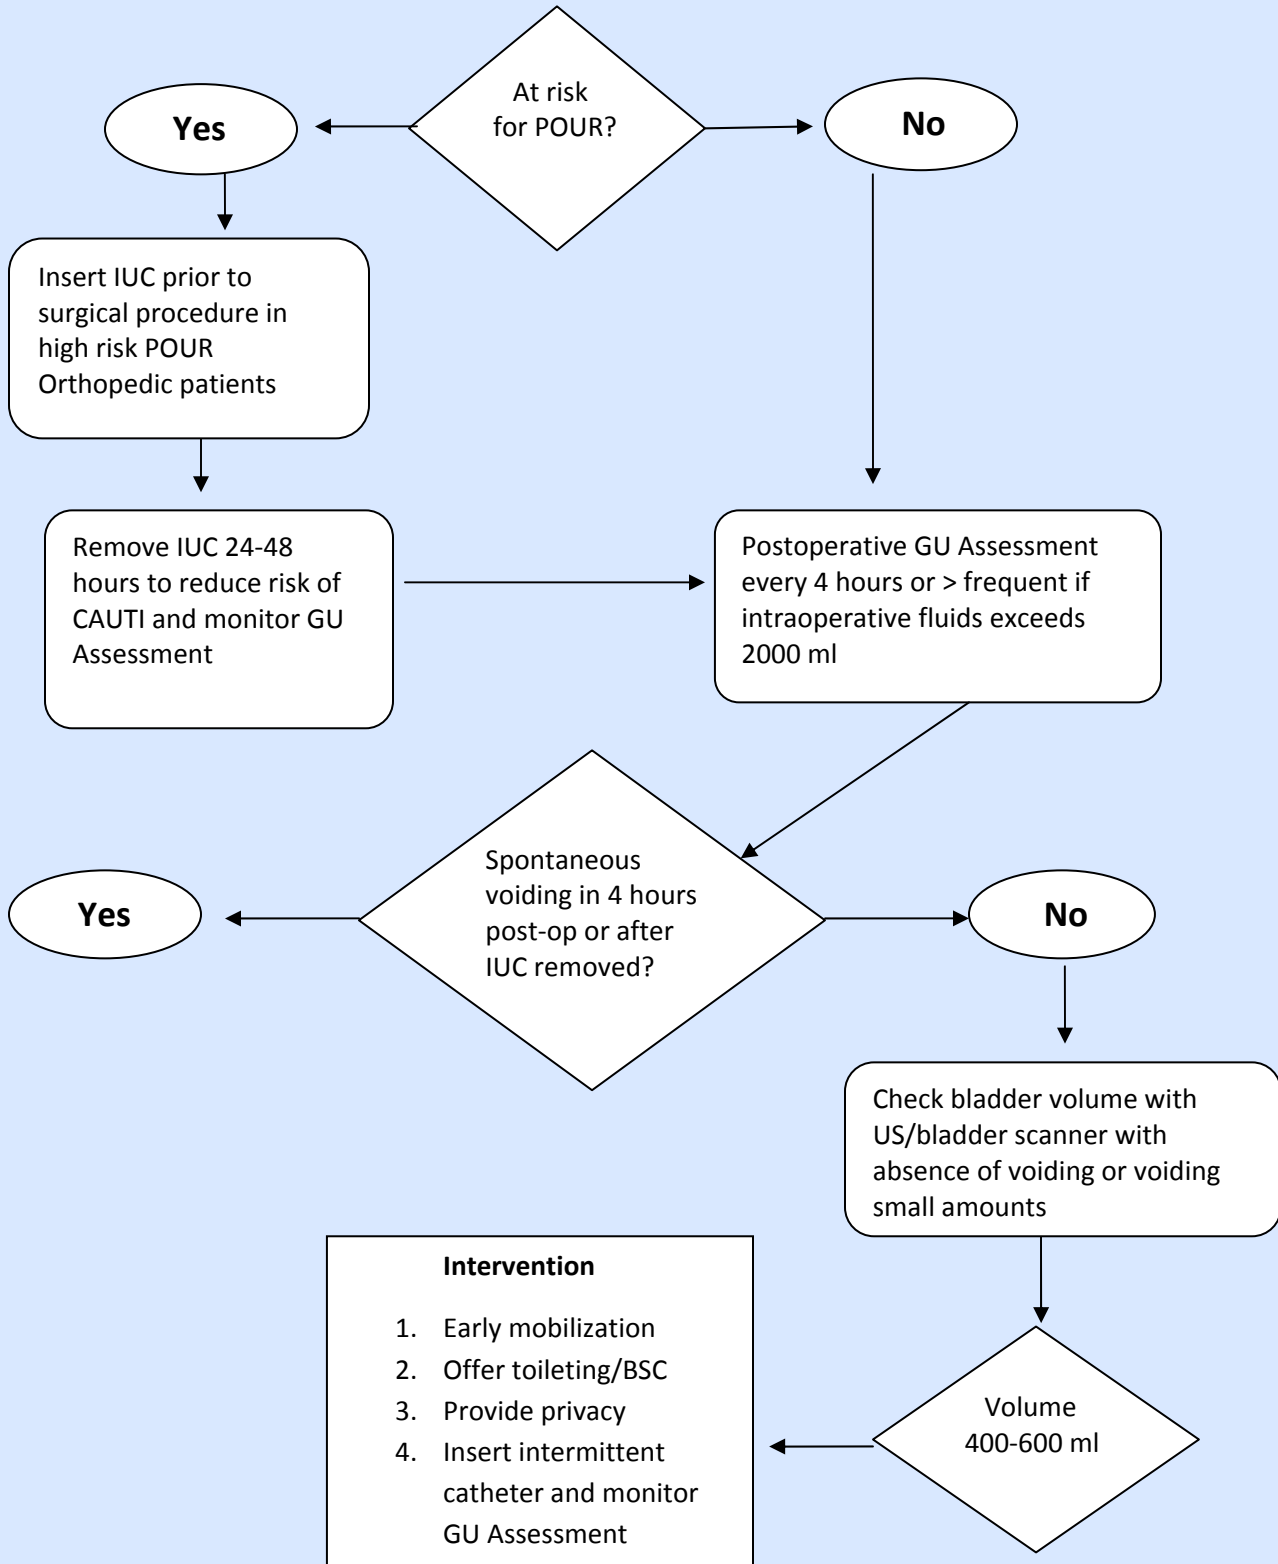 At risk
for POUR?
Yes
No
Insert IUC prior to
surgical procedure in
high risk POUR
Orthopedic patients
Remove IUC 24-48
hours to reduce risk of
CAUTI and monitor GU
Assessment
Postoperative GU Assessment
every 4 hours or > frequent if
intraoperative fluids exceeds
2000 ml
Spontaneous
voiding in 4 hours
post-op or after
IUC removed?
Yes
No
Check bladder volume with
US/bladder scanner with
absence of voiding or voiding
small amounts
Intervention
1. Early mobilization
2. Offer toileting/BSC
3. Provide privacy
4. Insert intermittent
catheter and monitor
GU Assessment
Volume
400-600 ml